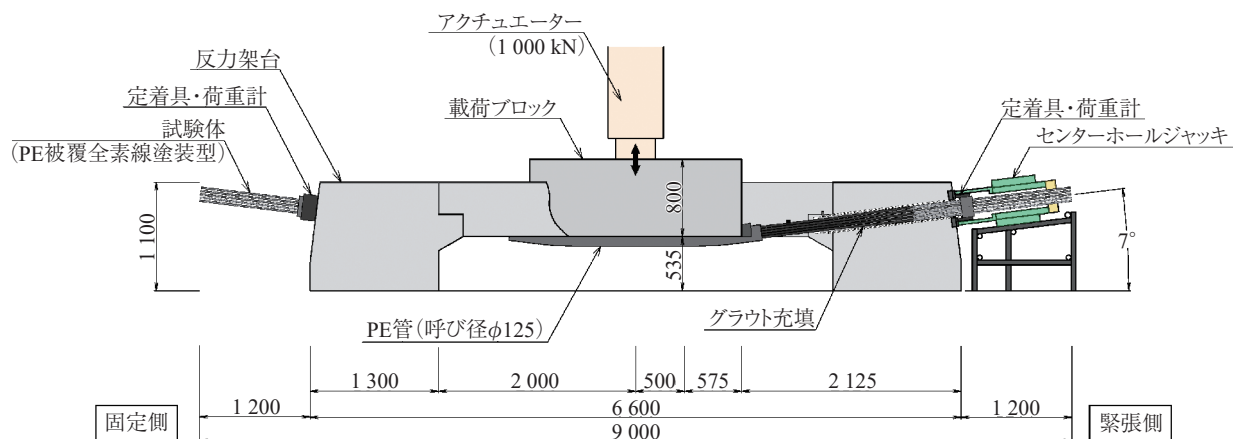 アクチュエーター
(1 000 kN)
反力架台
定着具・荷重計
試験体
(PE被覆全素線塗装型)
載荷ブロック
定着具・荷重計
センターホールジャッキ
1 100
800
535
7°
PE管(呼び径φ125)
グラウト充填
1 300
2 000
500
575
2 125
1 200
6 600
1 200
固定側
9 000
緊張側